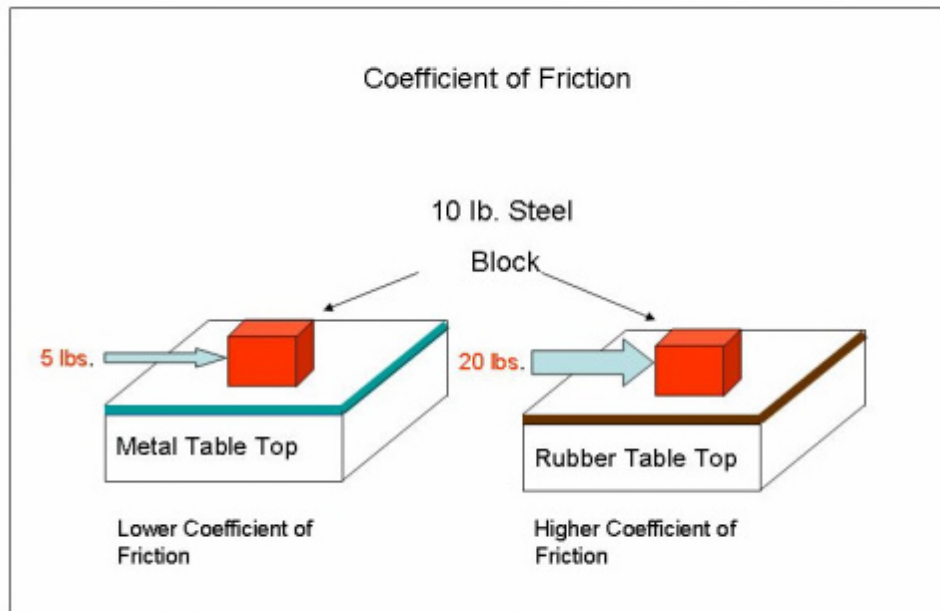 Coefficient of Friction
10 lb. Steel
Block
5 lbs.
20 lbs.
Metal Table Top
Rubber Table Top
Lower Coefficient of
Friction
Higher Coefficient of
Friction